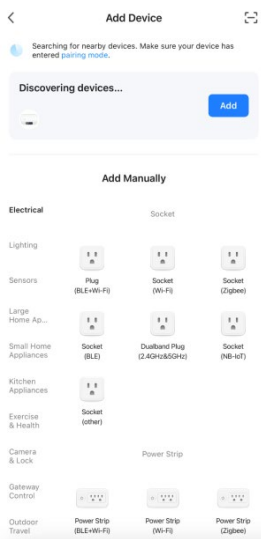 Add Device
Searching for nearby devices. Make sure your device has
entered pairing mode.
Discovering devices...
Add
Add Manually
Electrical
Socket
Lighting
Sensors
Plug
(BLE+Wi-Fi)
Socket
(Wi-Fi)
Socket
(Zigbee)
Large
Home Ap...
Small Home
Appliances
Socket
(BLE)
Dualband Plug
(2.4GHz&5GHz)
Socket
(NB-IoT)
Kitchen
Appliances
Socket
(other)
Exercise
& Health
Camera
& Lock
Power Strip
Gateway
Control
Outdoor
Travel
Power Strip
(BLE+Wi-Fi)
Power Strip
(Wi-Fi)
Power Strip
(Zigbee)